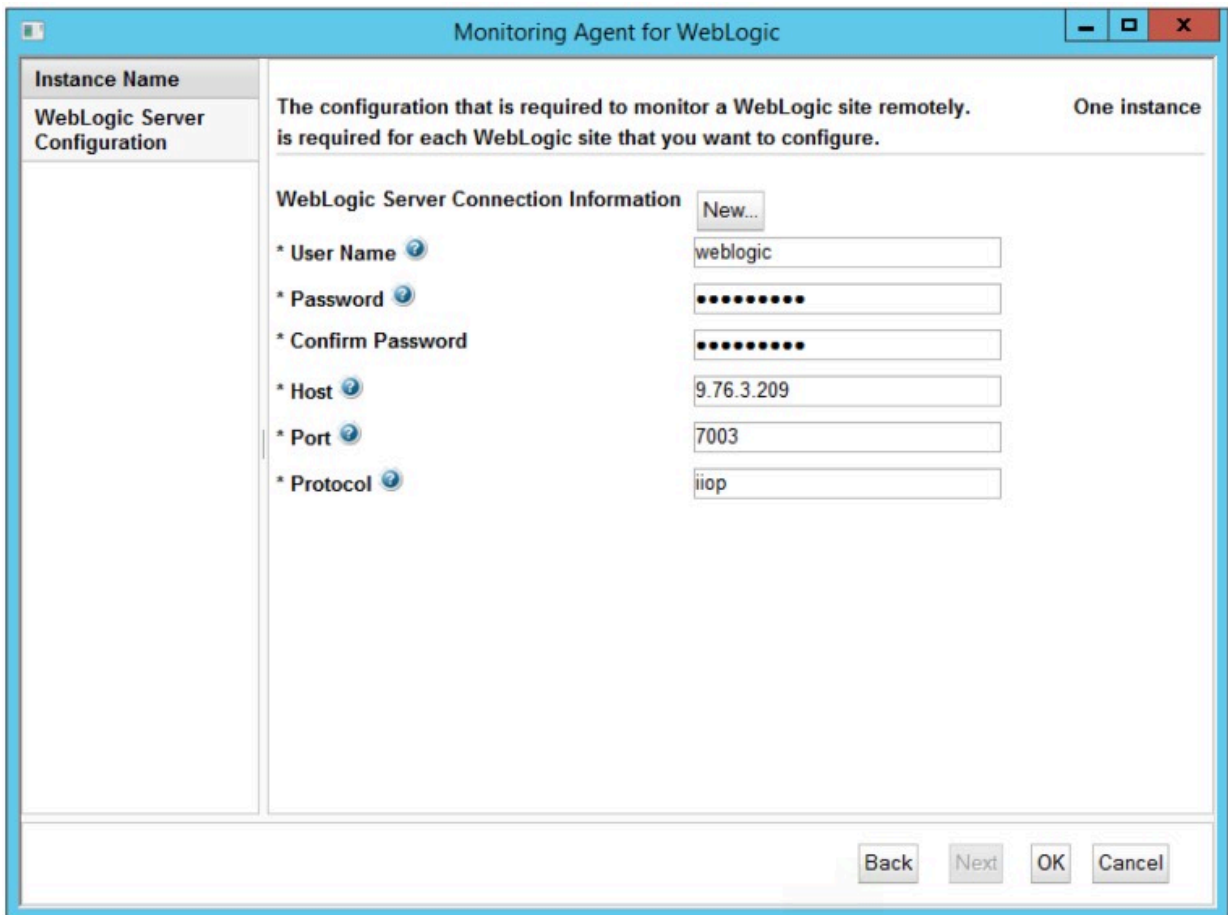 Monitoring Agent for WebLogic
Instance Name
WebLogic Server
Configuration
The configuration that is required to monitor a WebLogic site remotely. One instance
is required for each WebLogic site that you want to configure.
WebLogic Server Connection Information New...
* User Name weblogic
* Password •••••••••
* Confirm Password •••••••••
* Host 9.76.3.209
* Port 7003
* Protocol iiop
Back Next OK Cancel